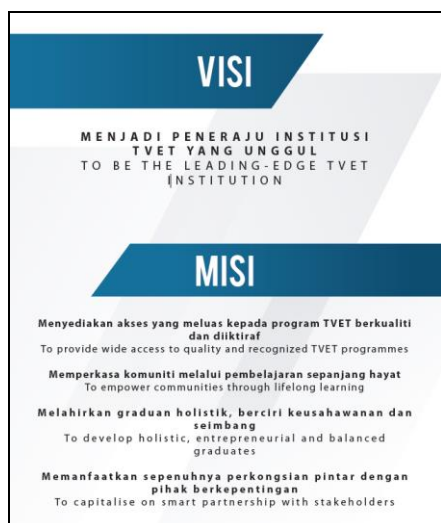 VISI
MENJADI PENERAJU INSTITUSI
TVET YANG UNGGUL
TO BE THE LEADING-EDGE TVET
INSTITUTION
MISI
Menyediakan akses yang meluas kepada program TVET berkualiti
dan diiktiraf
To provide wide access to quality and recognized TVET programmes
Memperkasa komuniti melalui pembelajaran sepanjang hayat
To empower communities through lifelong learning
Melahirkan graduan holistik, berciri keusahawanan dan
seimbang
To develop holistic, entrepreneurial and balanced
graduates
Memanfaatkan sepenuhnya perkongsian pintar dengan
pihak berkepentingan
To capitalise on smart partnership with stakeholders